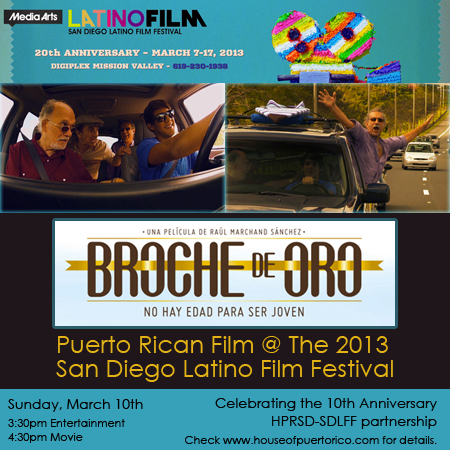 Media Arts
LATINOFILM
SAN DIEGO LATINO FILM FESTIVAL
20th ANNIVERSARY - MARCH 7-17, 2013
DIGIPLEX MISSION VALLEY - 619-230-1938
• UNA PELÍCULA DE RAÚL MARCHAND SÁNCHEZ •
BROCHE DE ORO
NO HAY EDAD PARA SER JOVEN
Puerto Rican Film @ The 2013
San Diego Latino Film Festival
Sunday, March 10th
3:30pm Entertainment
4:30pm Movie
Celebrating the 10th Anniversary
HPRSD-SDLFF partnership
Check www.houseofpuertorico.com for details.